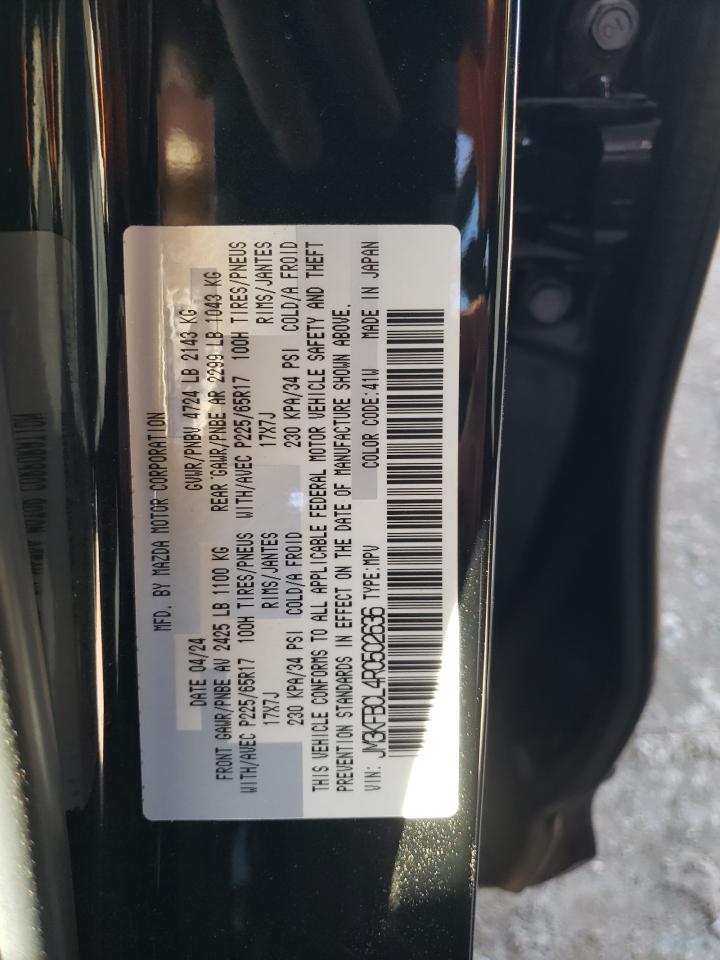 MFD. BY MAZDA MOTOR CORPORATION
DATE 04/24 GVWR/PNBV 4724 LB 2143 KG
FRONT GAWR/PNBE AV 2425 LB 1100 KG REAR GAWR/PNBE AR 2299 LB 1043 KG
WITH/AVEC P225/65R17 100H TIRES/PNEUS WITH/AVEC P225/65R17 100H TIRES/PNEUS
17X7J RIMS/JANTES 17X7J RIMS/JANTES
230 KPA/34 PSI COLD/A FROID 230 KPA/34 PSI COLD/A FROID
THIS VEHICLE CONFORMS TO ALL APPLICABLE FEDERAL MOTOR VEHICLE SAFETY AND THEFT
PREVENTION STANDARDS IN EFFECT ON THE DATE OF MANUFACTURE SHOWN ABOVE.
VIN: JM3KFBCL4R0502636 TYPE:MPV COLOR CODE:41W MADE IN JAPAN